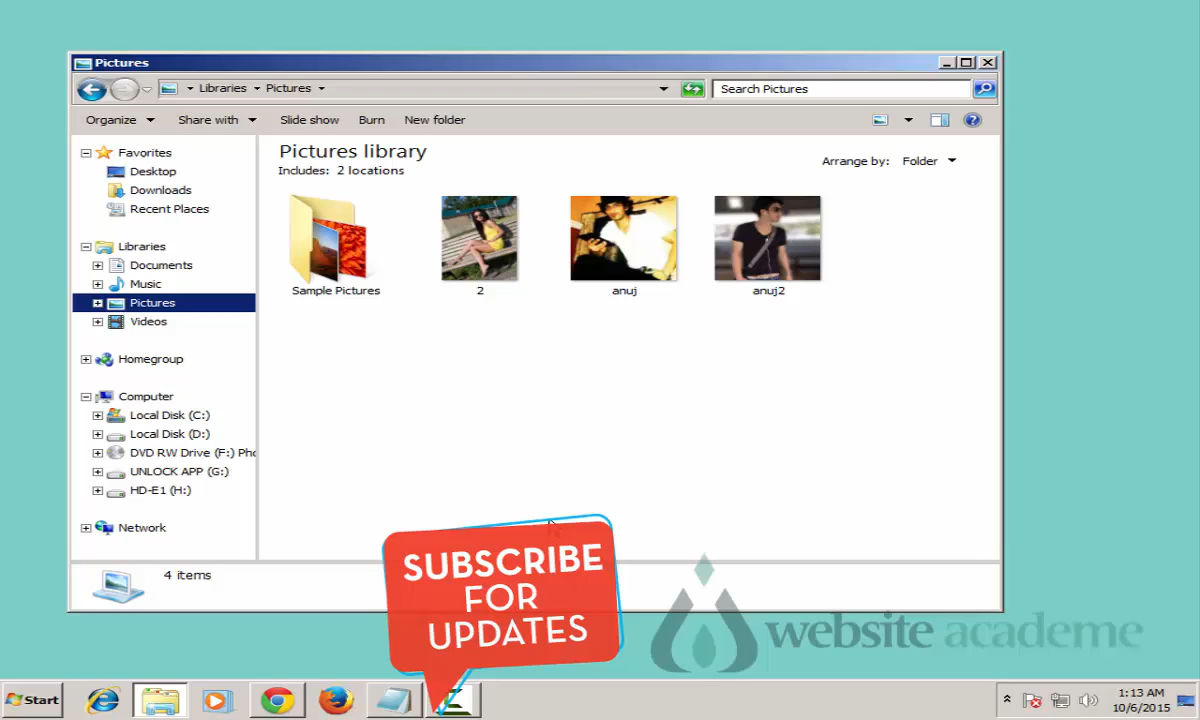 Pictures
Libraries Pictures
Search Pictures
Organize Share with Slide show Burn New folder
Favorites
Desktop
Downloads
Recent Places
Libraries
Documents
Music
Pictures
Videos
Homegroup
Computer
Local Disk (C:)
Local Disk (D:)
DVD RW Drive (F:) Pho
UNLOCK APP (G:)
HD-E1 (H:)
Network
Pictures library
Includes: 2 locations
Arrange by: Folder
Sample Pictures
2
anuj
anuj2
4 items
SUBSCRIBE
FOR
UPDATES
website academe
Start
1:13 AM
10/6/2015